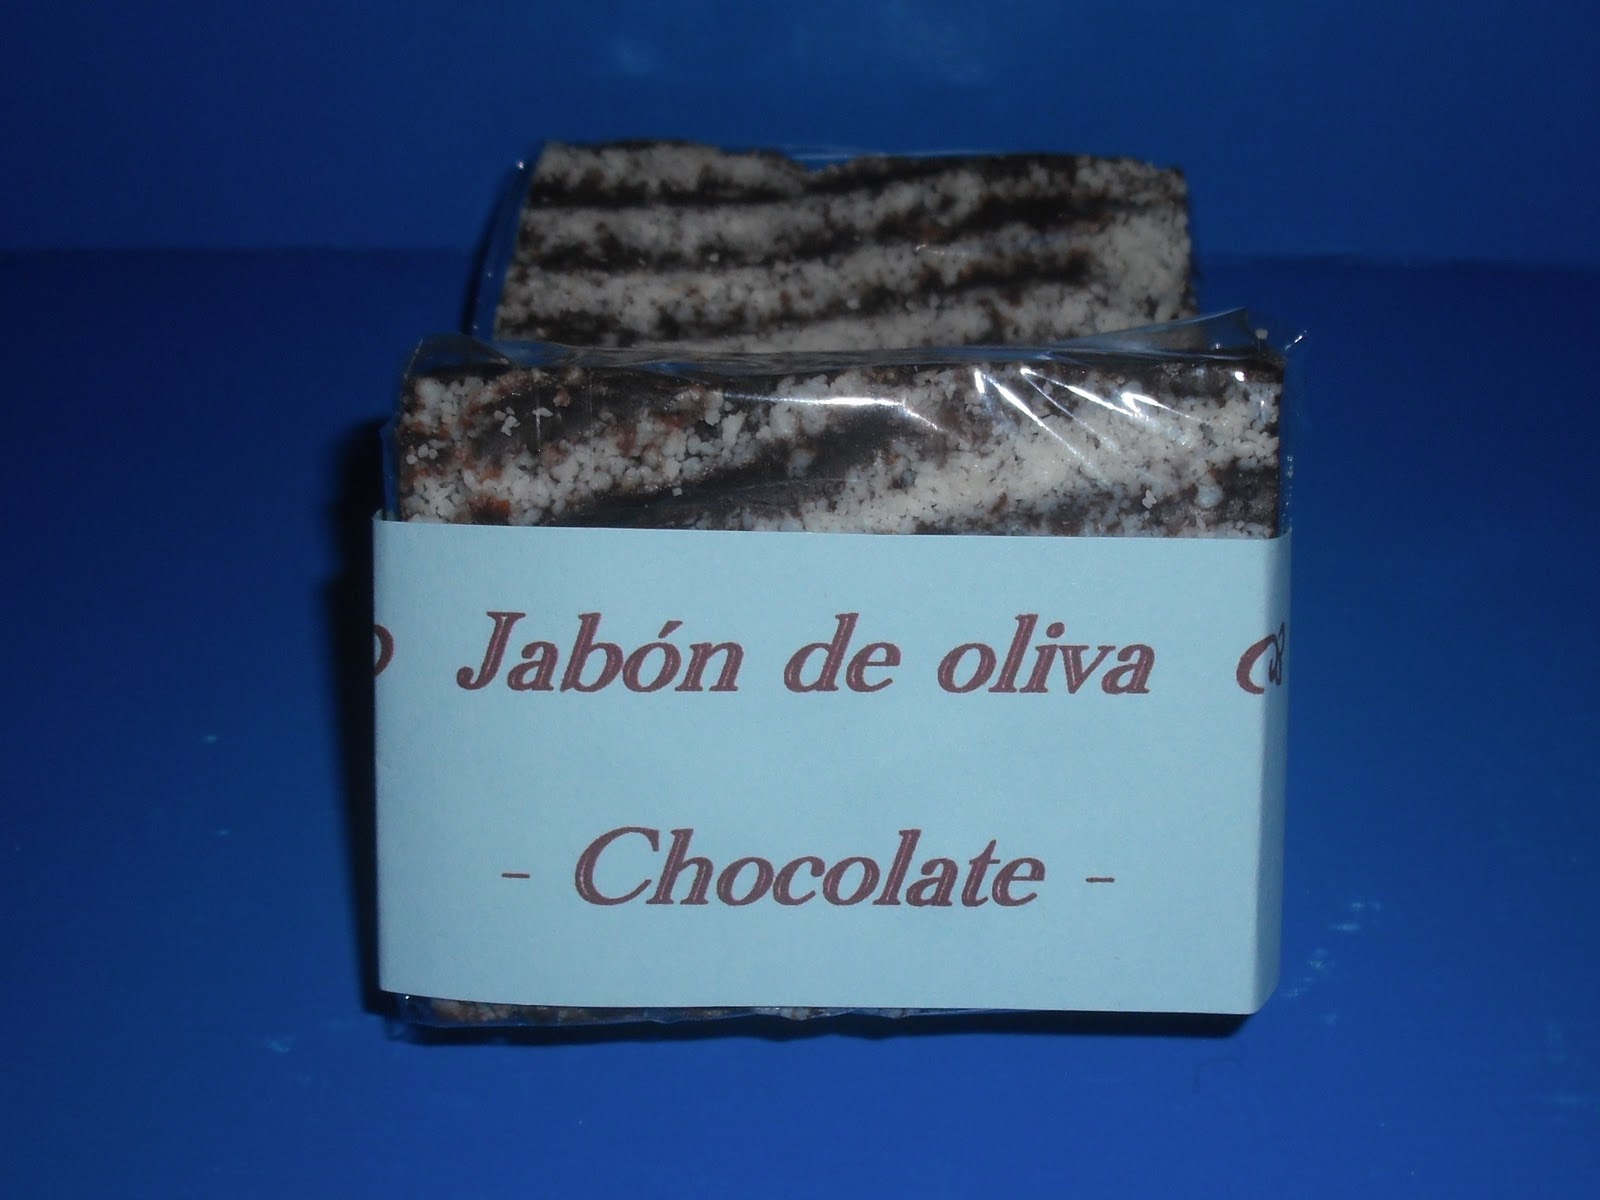 Jabón de oliva
- Chocolate -